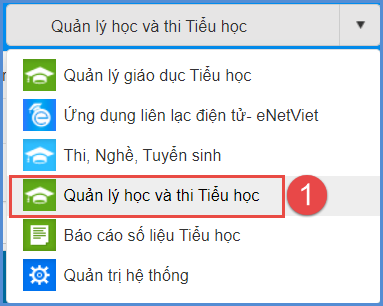 Quản lý học và thi Tiểu học
Quản lý giáo dục Tiểu học
Ứng dụng liên lạc điện tử- eNetViet
Thi, Nghề, Tuyển sinh
Quản lý học và thi Tiểu học
1
Báo cáo số liệu Tiểu học
Quản trị hệ thống